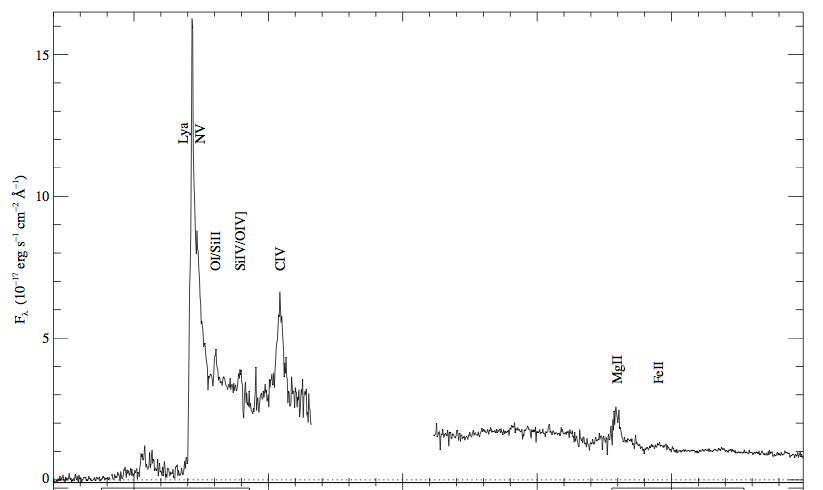 15
10
5
0
F_λ (10⁻¹⁷ erg s⁻¹ cm⁻² Å⁻¹)
Lya
NV
OI/SiII
SiIV/OIV]
CIV
MgII
FeII